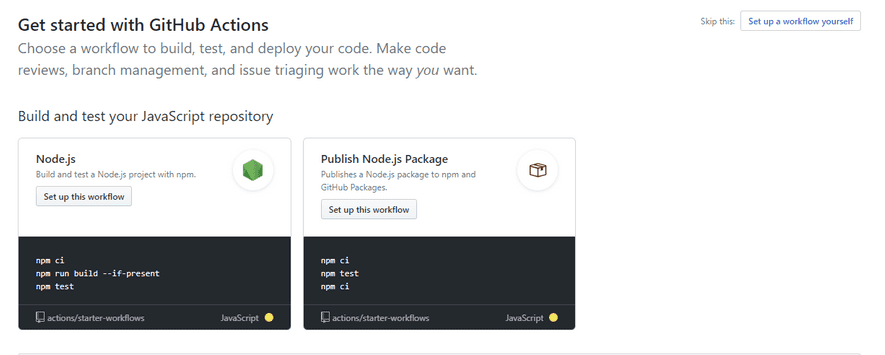 Get started with GitHub Actions
Skip this: Set up a workflow yourself
Choose a workflow to build, test, and deploy your code. Make code
reviews, branch management, and issue triaging work the way you want.
Build and test your JavaScript repository
Node.js
Build and test a Node.js project with npm.
Set up this workflow
npm ci
npm run build --if-present
npm test
actions/starter-workflows JavaScript
Publish Node.js Package
Publishes a Node.js package to npm and
GitHub Packages.
Set up this workflow
npm ci
npm test
npm ci
actions/starter-workflows JavaScript